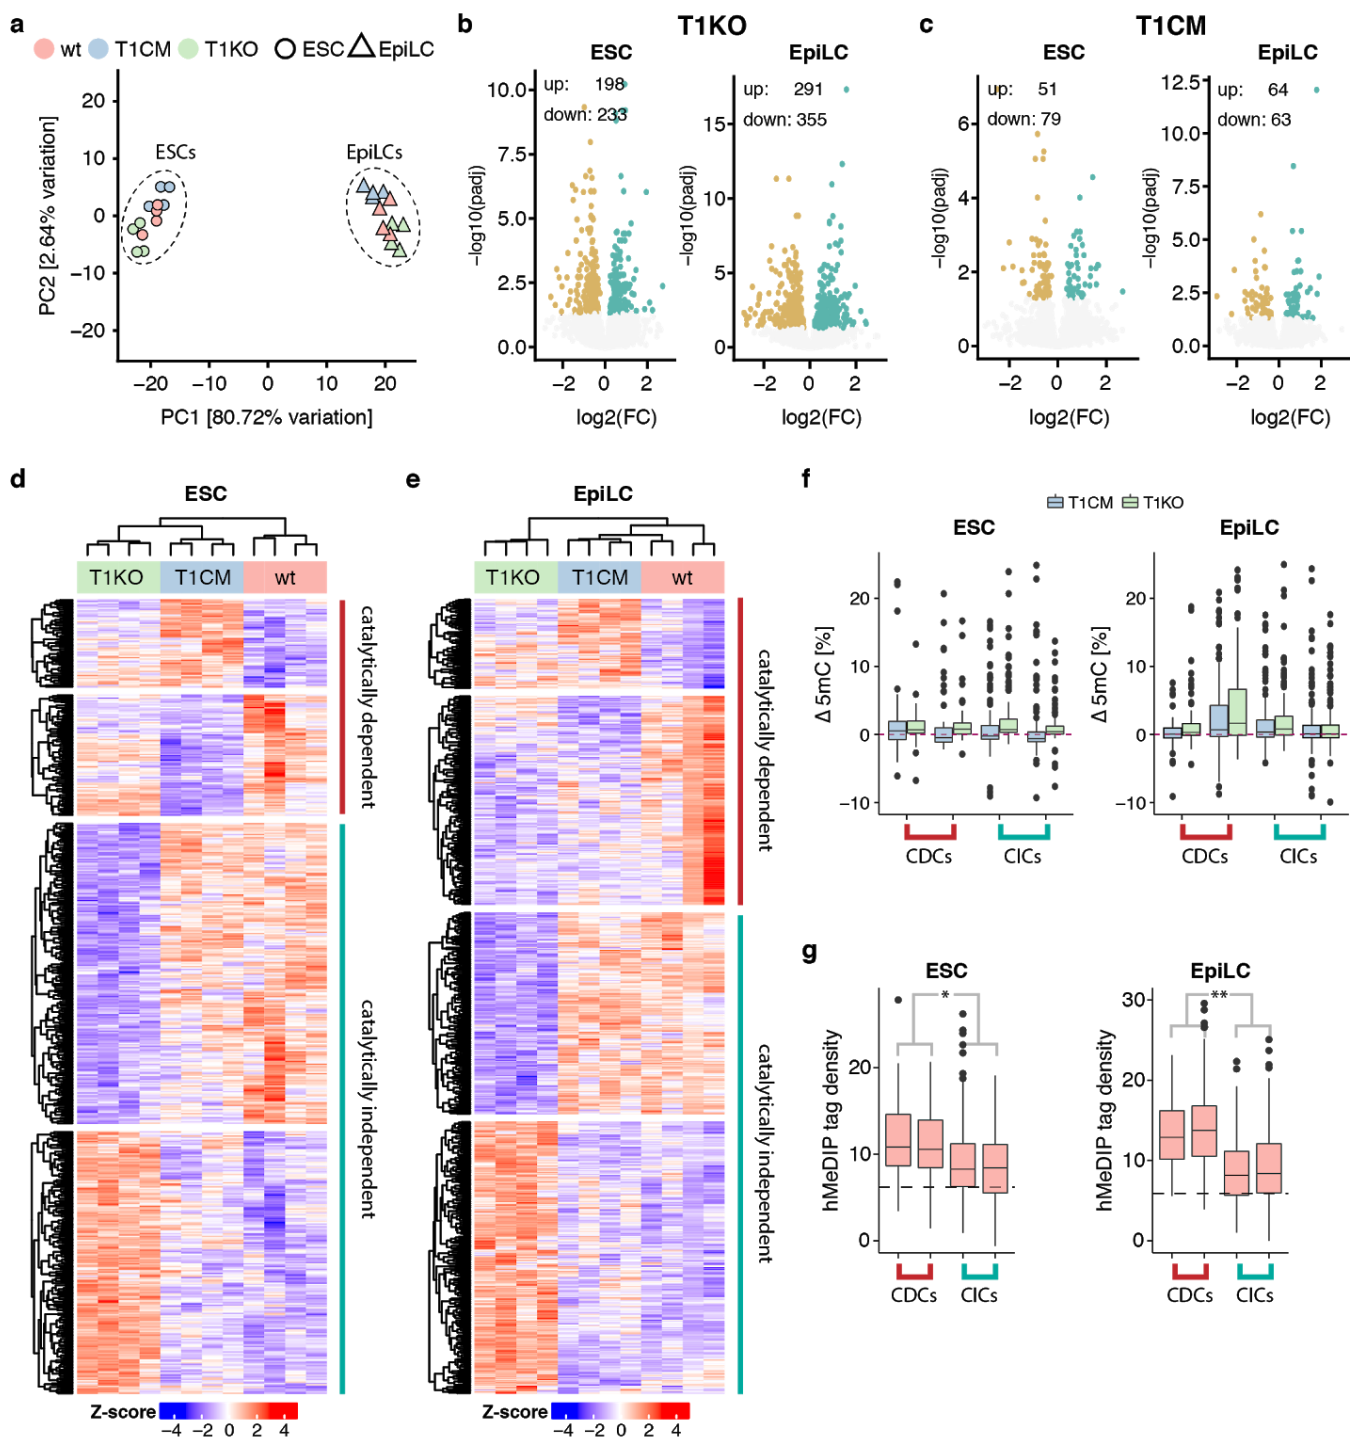 a
wt T1CM T1KO ESC EpiLC
PC2 [2.64% variation]
20
10
0
−10
−20
ESCs
EpiLCs
−20 −10 0 10 20
PC1 [80.72% variation]
b
T1KO
ESC
−log10(padj)
10.0
7.5
5.0
2.5
0.0
up: 198
down: 233
−2 0 2
log2(FC)
EpiLC
−log10(padj)
15
10
5
0
up: 291
down: 355
−2 0 2
log2(FC)
c
T1CM
ESC
−log10(padj)
6
4
2
0
up: 51
down: 79
−2 0 2
log2(FC)
EpiLC
−log10(padj)
12.5
10.0
7.5
5.0
2.5
0.0
up: 64
down: 63
−2 0 2
log2(FC)
d
ESC
T1KO T1CM wt
catalytically dependent
catalytically independent
Z-score
−4 −2 0 2 4
e
EpiLC
T1KO T1CM wt
catalytically dependent
catalytically independent
Z-score
−4 −2 0 2 4
f
T1CM T1KO
ESC
Δ 5mC [%]
20
10
0
−10
CDCs CICs
EpiLC
Δ 5mC [%]
20
10
0
−10
CDCs CICs
g
ESC
hMeDIP tag density
20
10
0
*
CDCs CICs
EpiLC
hMeDIP tag density
30
20
10
0
**
CDCs CICs